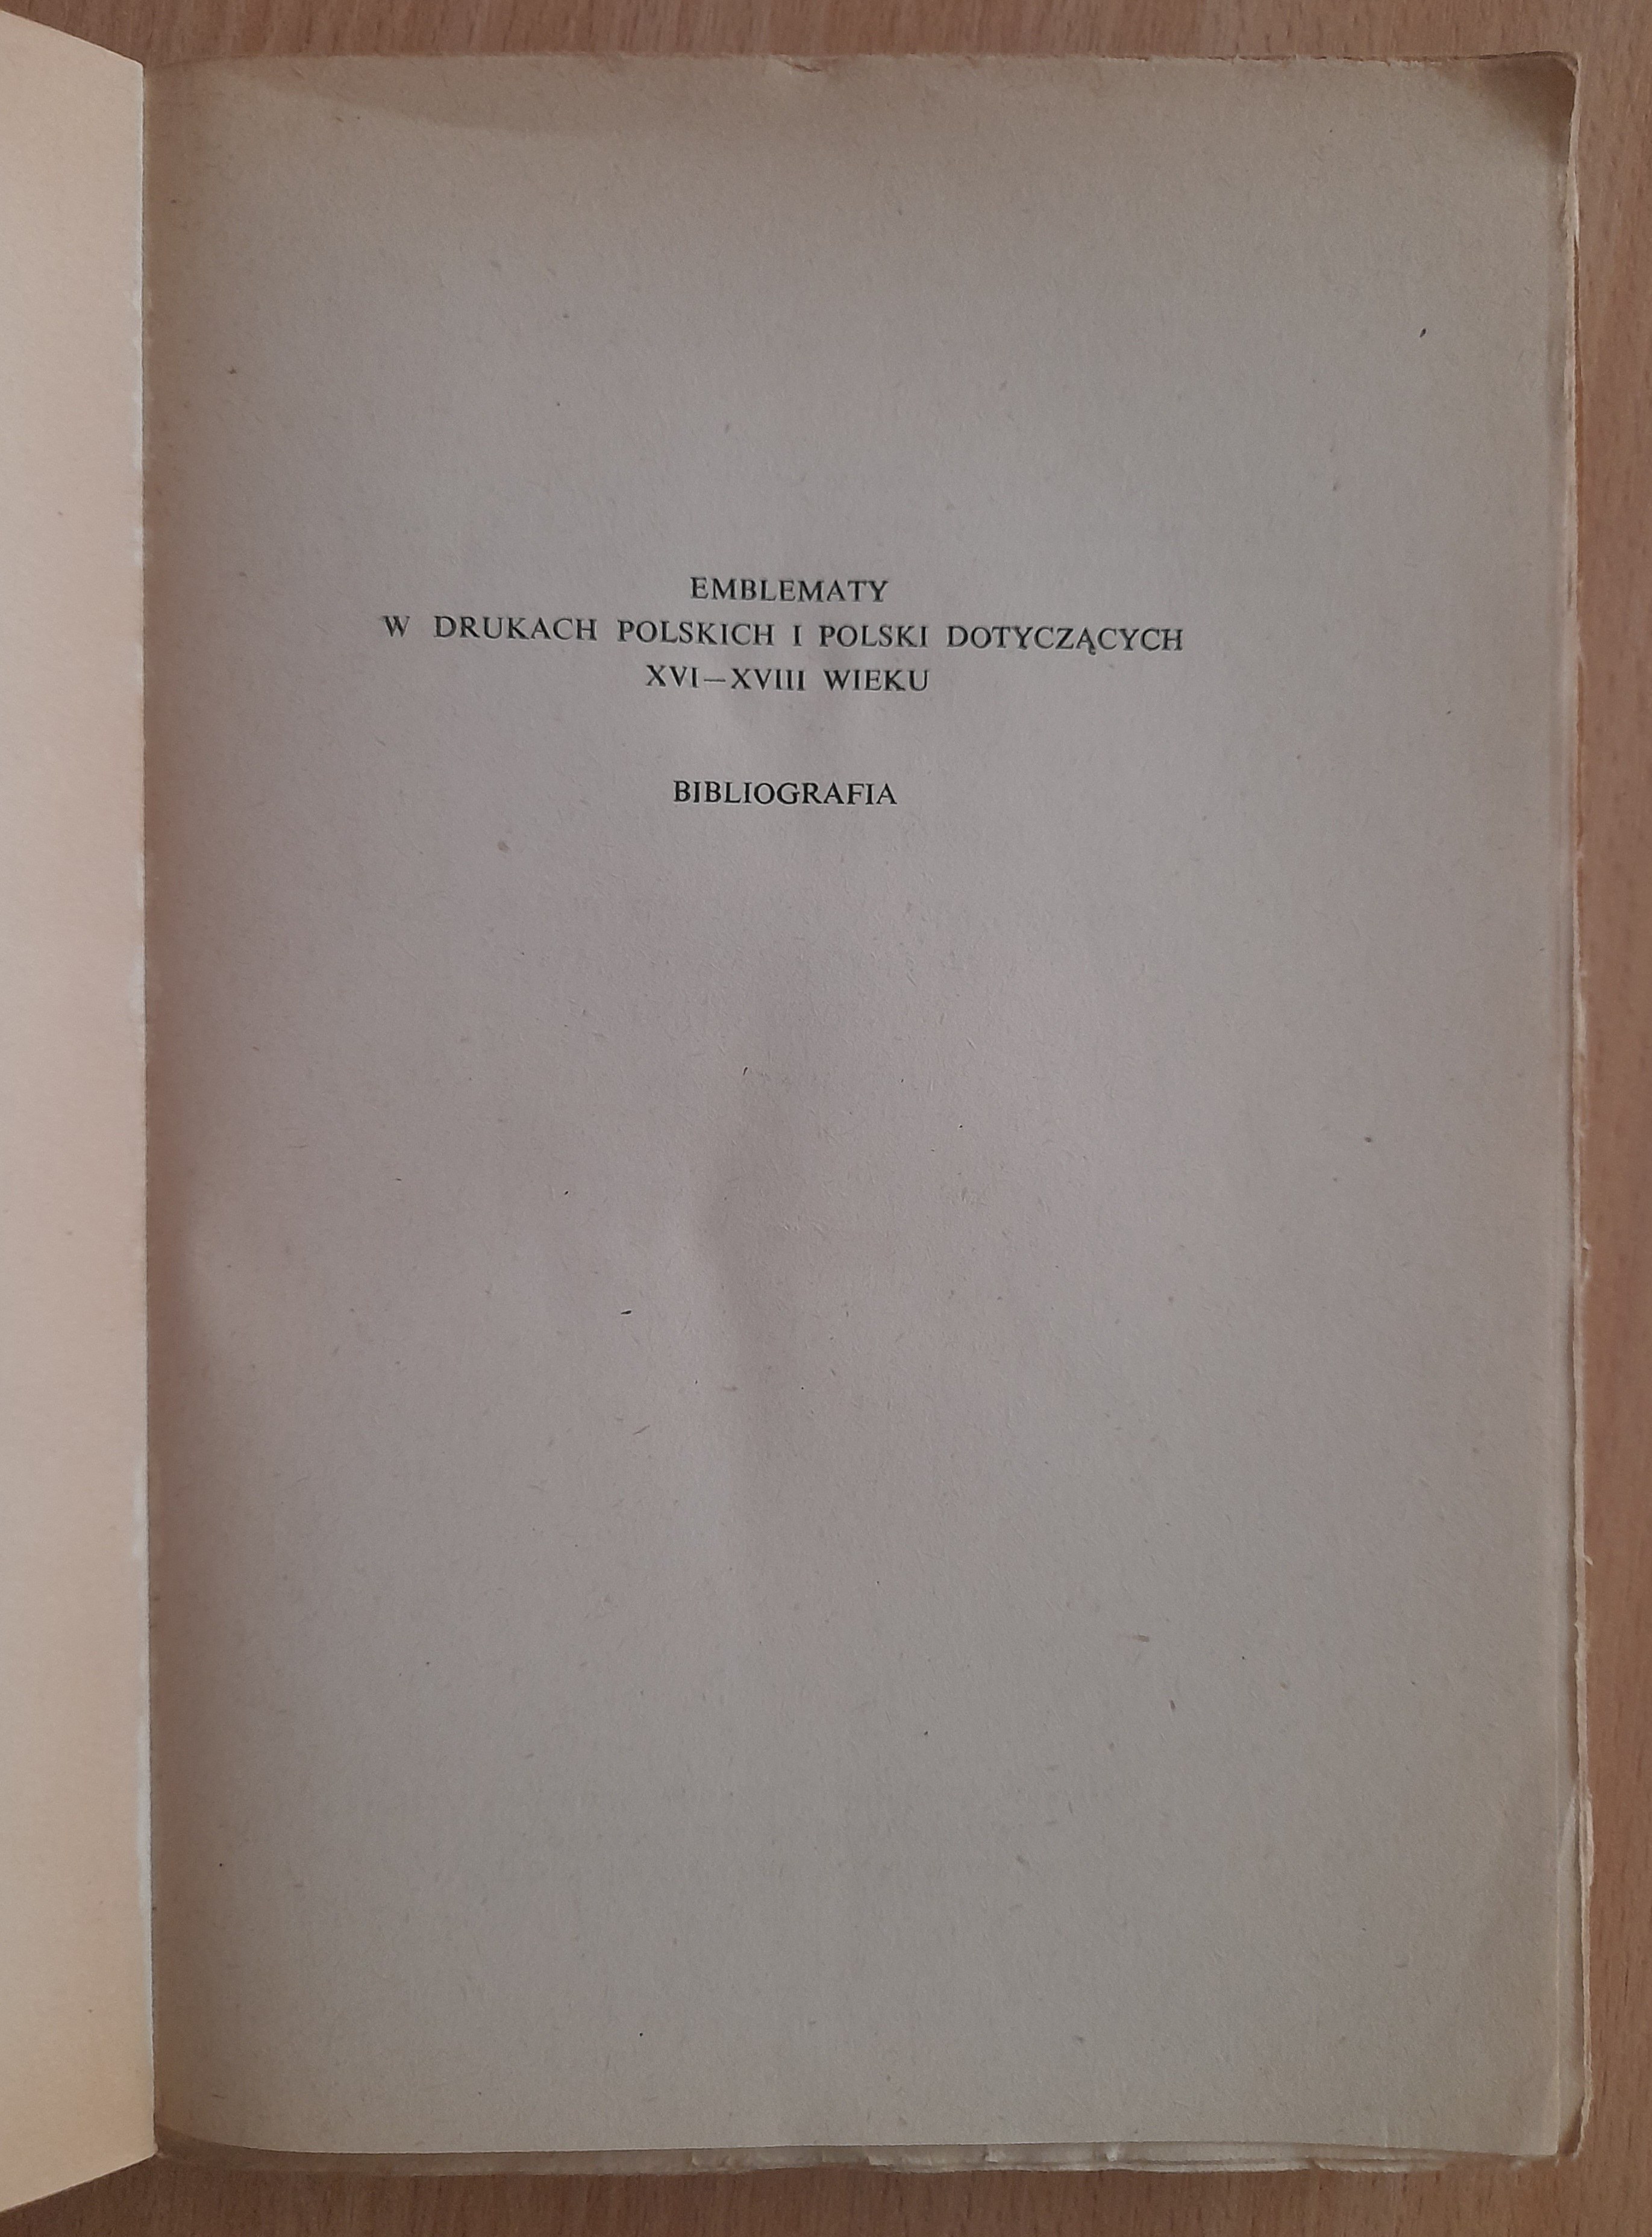 EMBLEMATY
W DRUKACH POLSKICH I POLSKI DOTYCZĄCYCH
XVI—XVIII WIEKU
BIBLIOGRAFIA